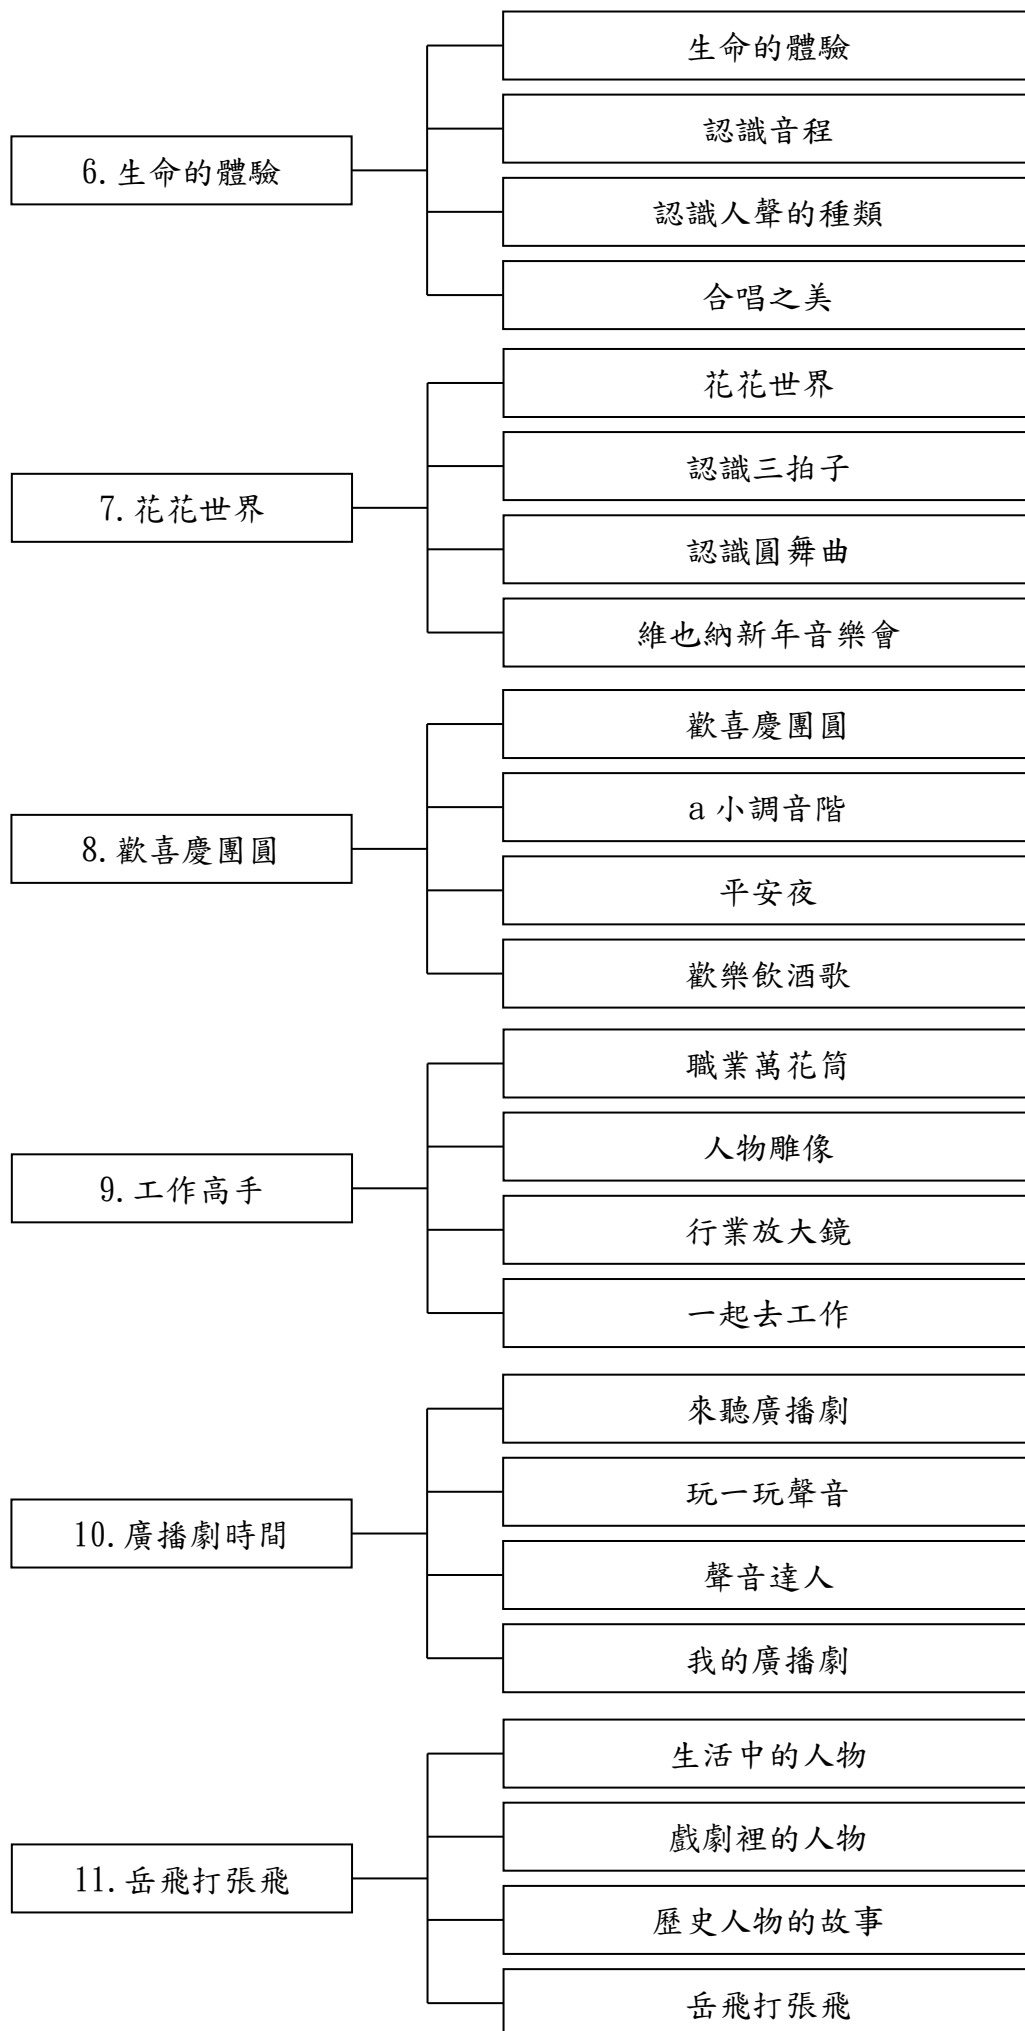 6.生命的體驗
生命的體驗
認識音程
認識人聲的種類
合唱之美
7.花花世界
花花世界
認識三拍子
認識圓舞曲
維也納新年音樂會
8.歡喜慶團圓
歡喜慶團圓
a 小調音階
平安夜
歡樂飲酒歌
9.工作高手
職業萬花筒
人物雕像
行業放大鏡
一起去工作
10.廣播劇時間
來聽廣播劇
玩一玩聲音
聲音達人
我的廣播劇
11.岳飛打張飛
生活中的人物
戲劇裡的人物
歷史人物的故事
岳飛打張飛